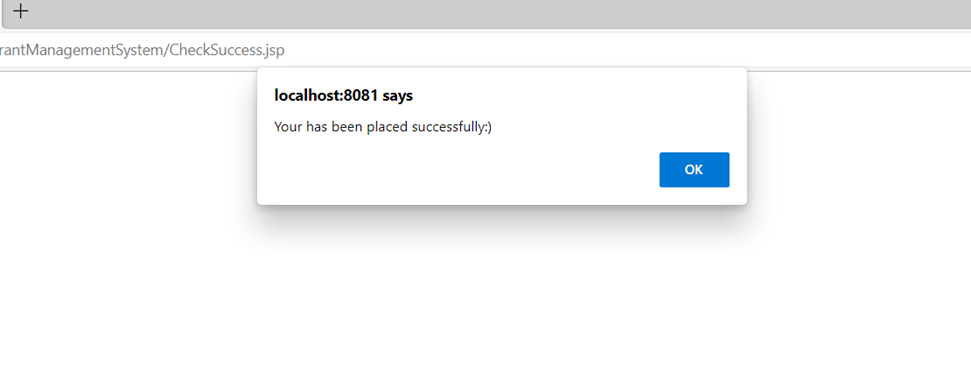 rantManagementSystem/CheckSuccess.jsp
localhost:8081 says
Your has been placed successfully:)
OK